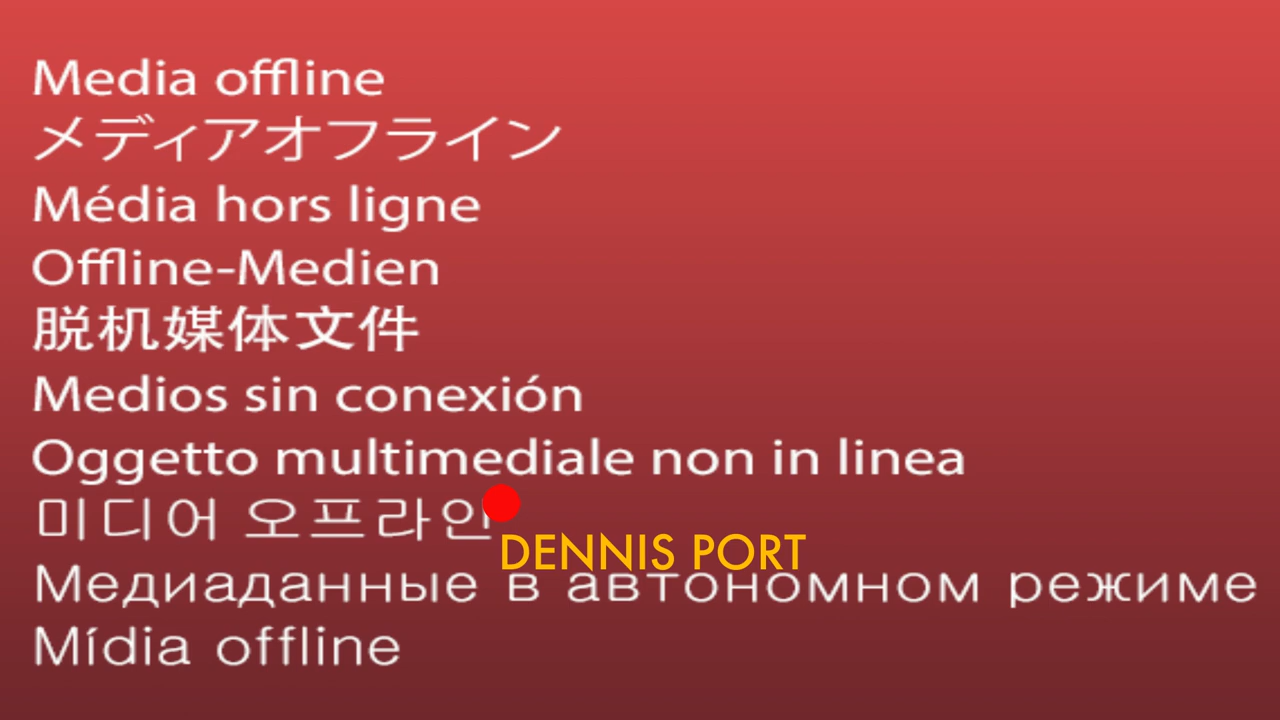 Media offline
メディアオフライン
Média hors ligne
Offline-Medien
脱机媒体文件
Medios sin conexión
Oggetto multimediale non in linea
미디어 오프라인
DENNIS PORT
Медиаданные в автономном режиме
Mídia offline